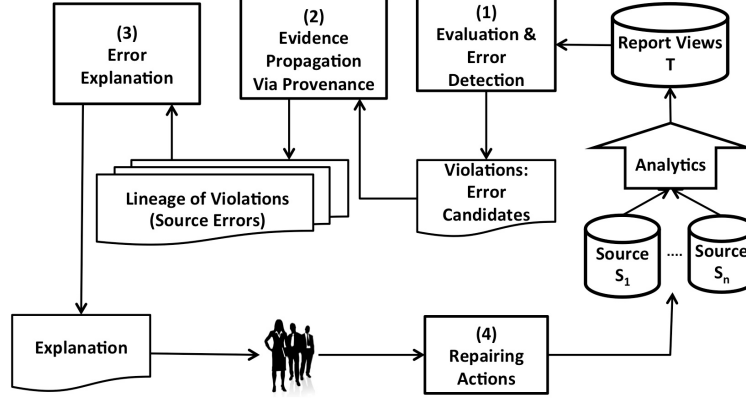 (3)
Error
Explanation
(2)
Evidence
Propagation
Via Provenance
(1)
Evaluation &
Error
Detection
Report Views
T
Analytics
Lineage of Violations
(Source Errors)
Violations:
Error
Candidates
Source
S1
....
Source
Sn
Explanation
(4)
Repairing
Actions